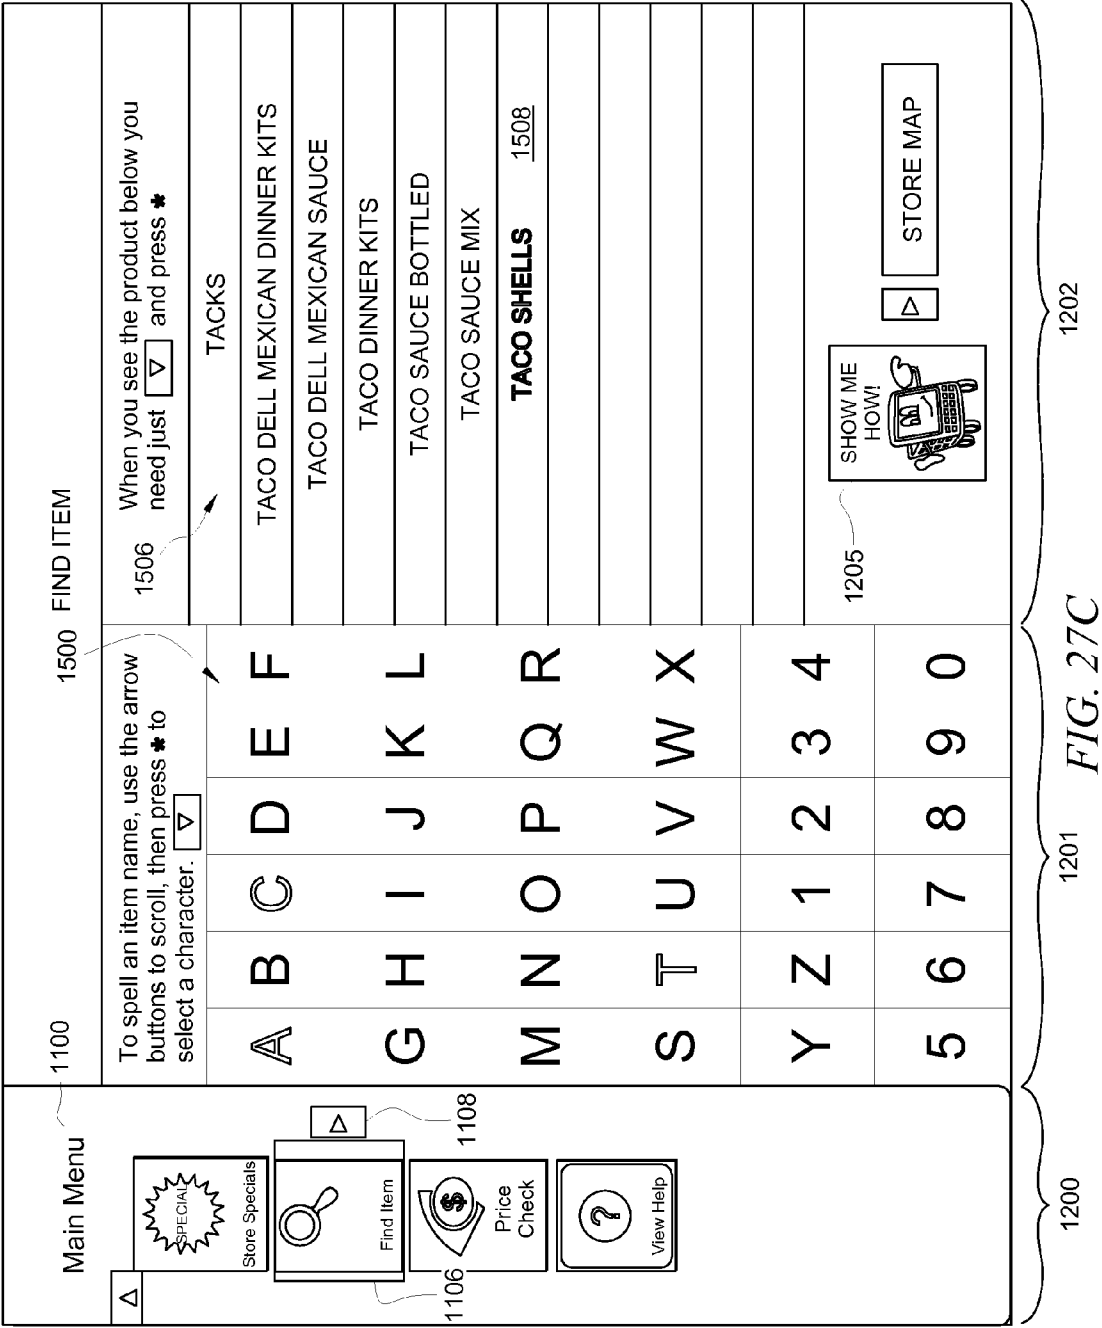 1100
1500
FIND ITEM
Main Menu
SPECIAL
Store Specials
Find Item
1108
1106
Price
Check
?
View Help
To spell an item name, use the arrow
buttons to scroll, then press ✱ to
select a character.
A B C D E F
G H I J K L
M N O P Q R
S T U V W X
Y Z 1 2 3 4
5 6 7 8 9 0
When you see the product below you
need just and press ✱
1506
TACKS
TACO DELL MEXICAN DINNER KITS
TACO DELL MEXICAN SAUCE
TACO DINNER KITS
TACO SAUCE BOTTLED
TACO SAUCE MIX
TACO SHELLS 1508
1205
SHOW ME
HOW!
STORE MAP
1200
1201
1202
FIG. 27C